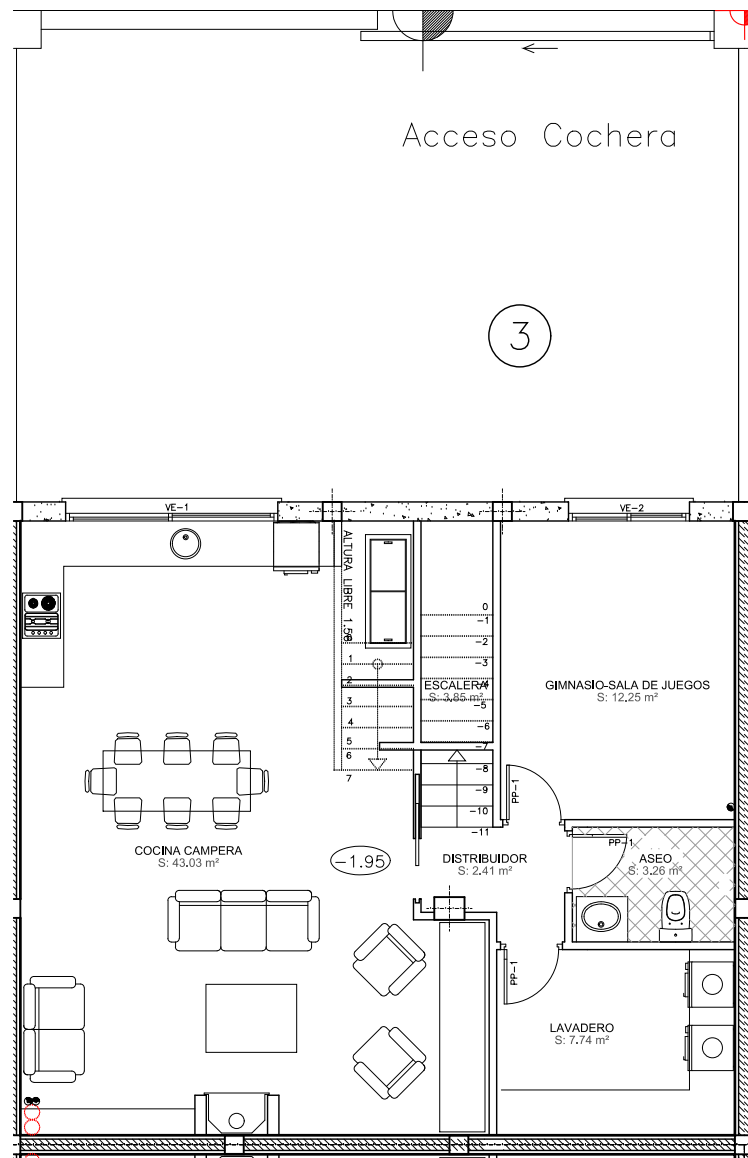 Acceso Cochera
3
VE-1
VE-2
ALTURA LIBRE 1.50
0
1
2
3
4
5
6
7
0
-1
-2
-3
-4
-5
-6
-7
-8
-9
-10
-11
ESCALERA
S: 3.85 m²
GIMNASIO-SALA DE JUEGOS
S: 12.25 m²
PP-1
COCINA CAMPERA
S: 43.03 m²
-1.95
DISTRIBUIDOR
S: 2.41 m²
PP-1
ASEO
S: 3.26 m²
PP-1
LAVADERO
S: 7.74 m²